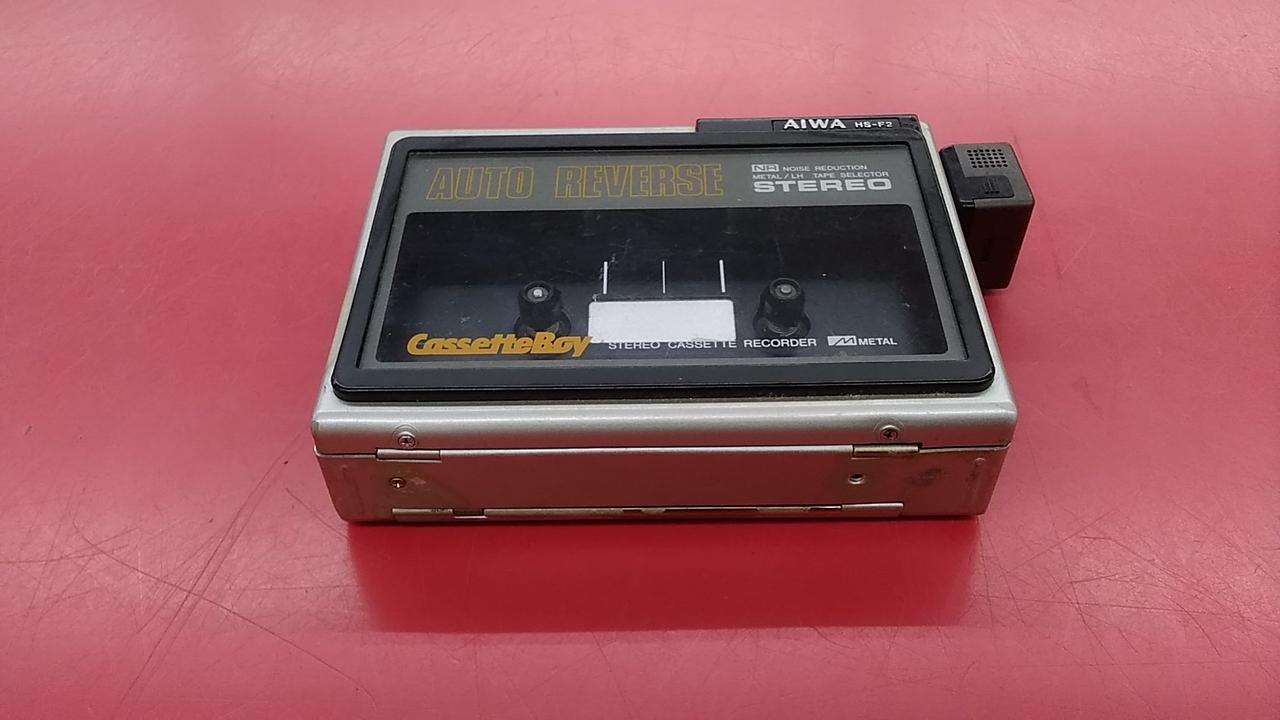 AIWA HS-F2
AUTO REVERSE
NR NOISE REDUCTION
METAL/LH TAPE SELECTOR
STEREO
CassetteBoy STEREO CASSETTE RECORDER METAL